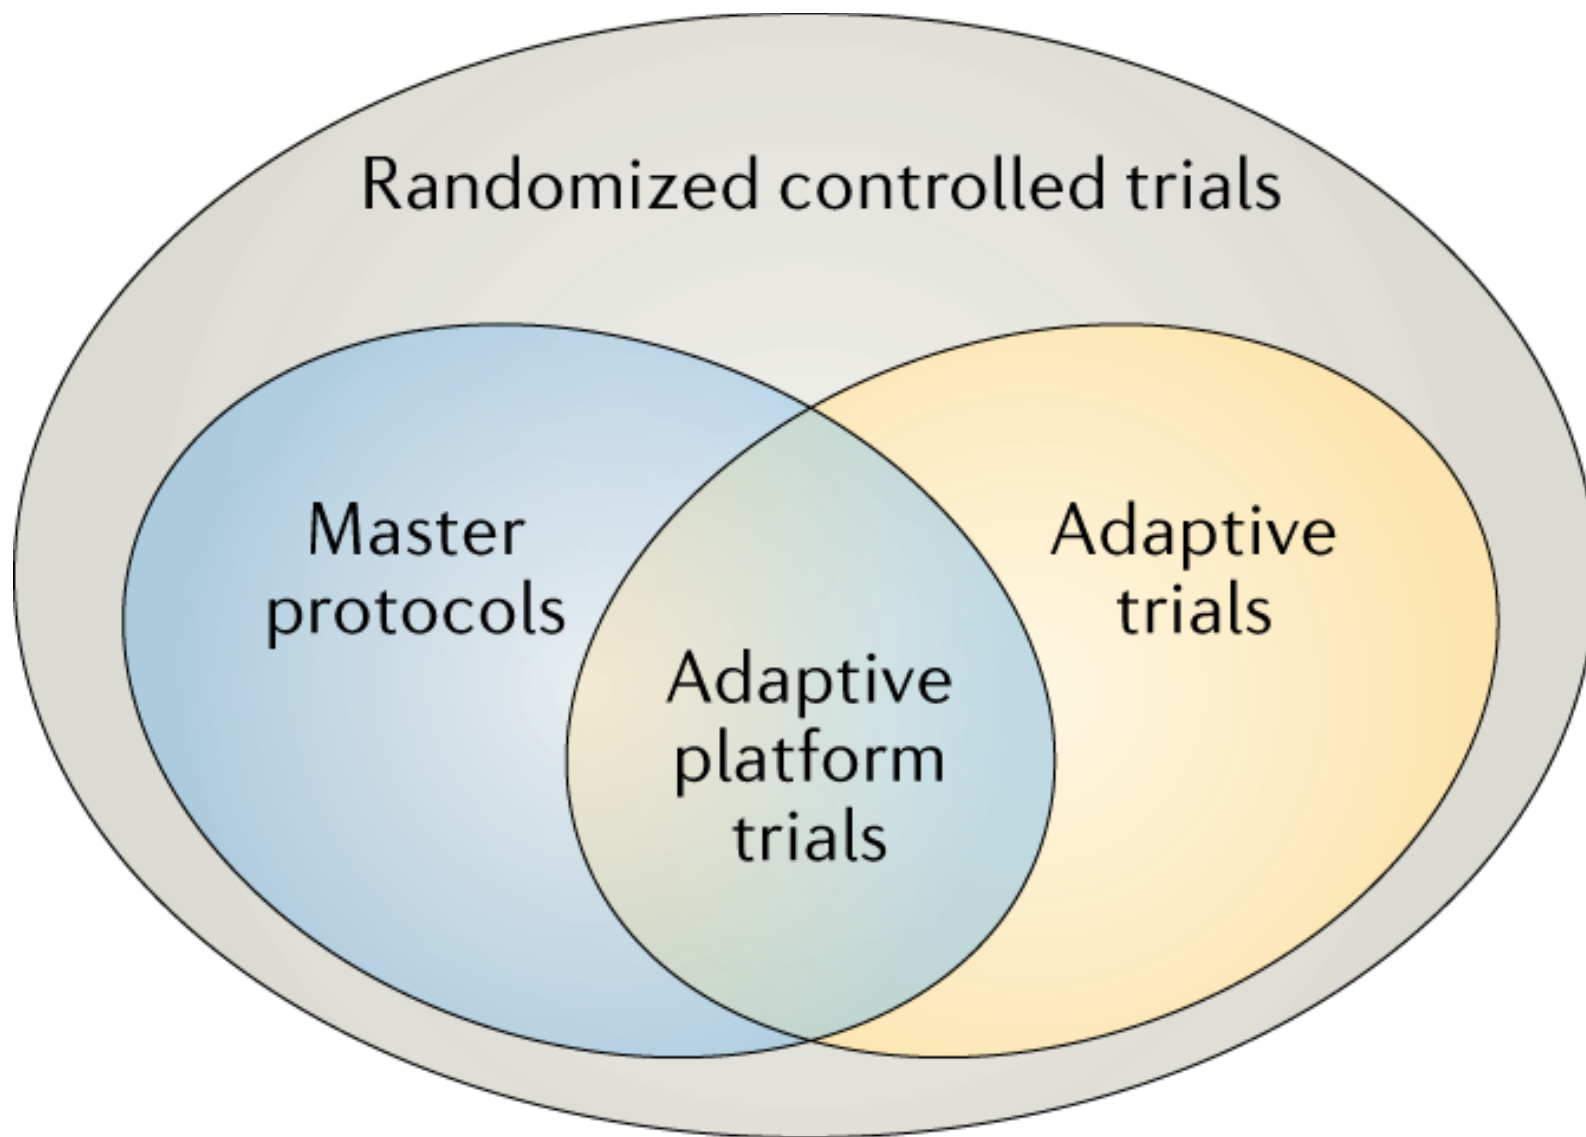 Randomized controlled trials
Master
protocols
Adaptive
trials
Adaptive
platform
trials